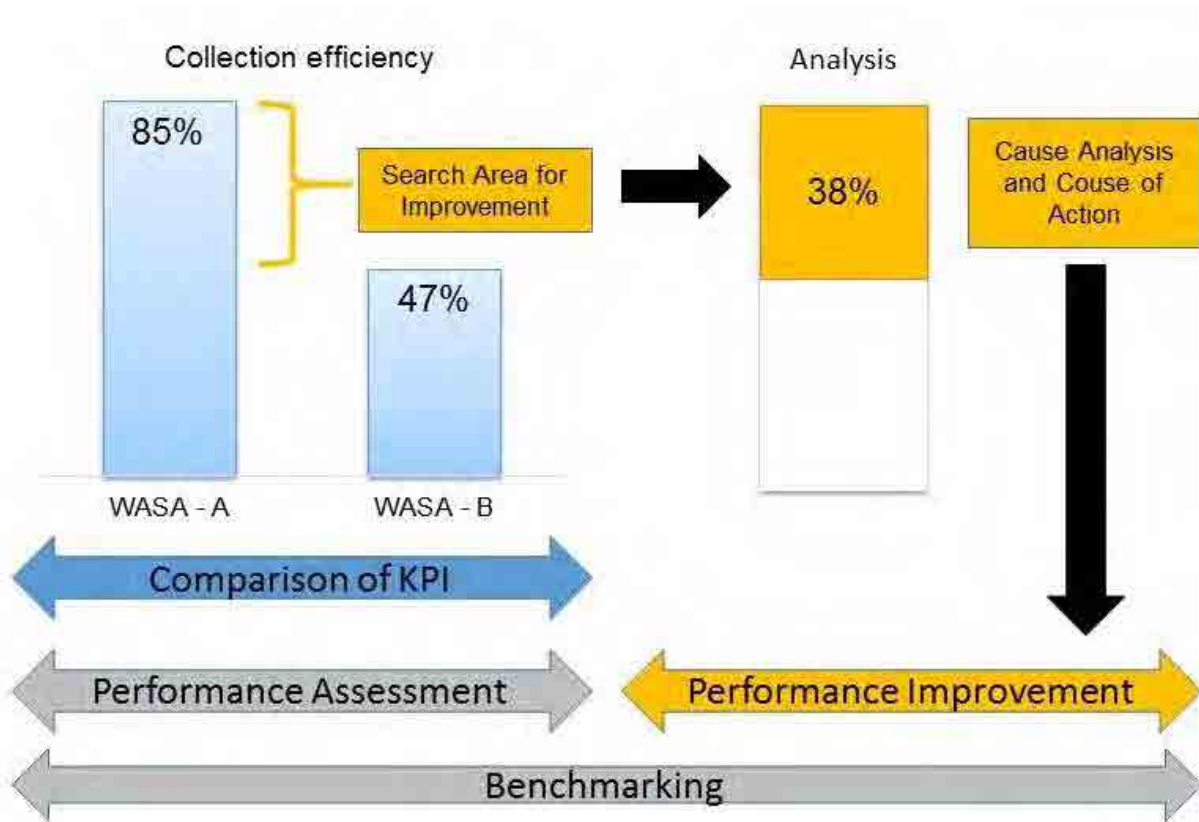 Collection efficiency
Analysis
85%
Search Area for
Improvement
38%
Cause Analysis
and Couse of
Action
47%
WASA - A
WASA - B
Comparison of KPI
Performance Assessment
Performance Improvement
Benchmarking